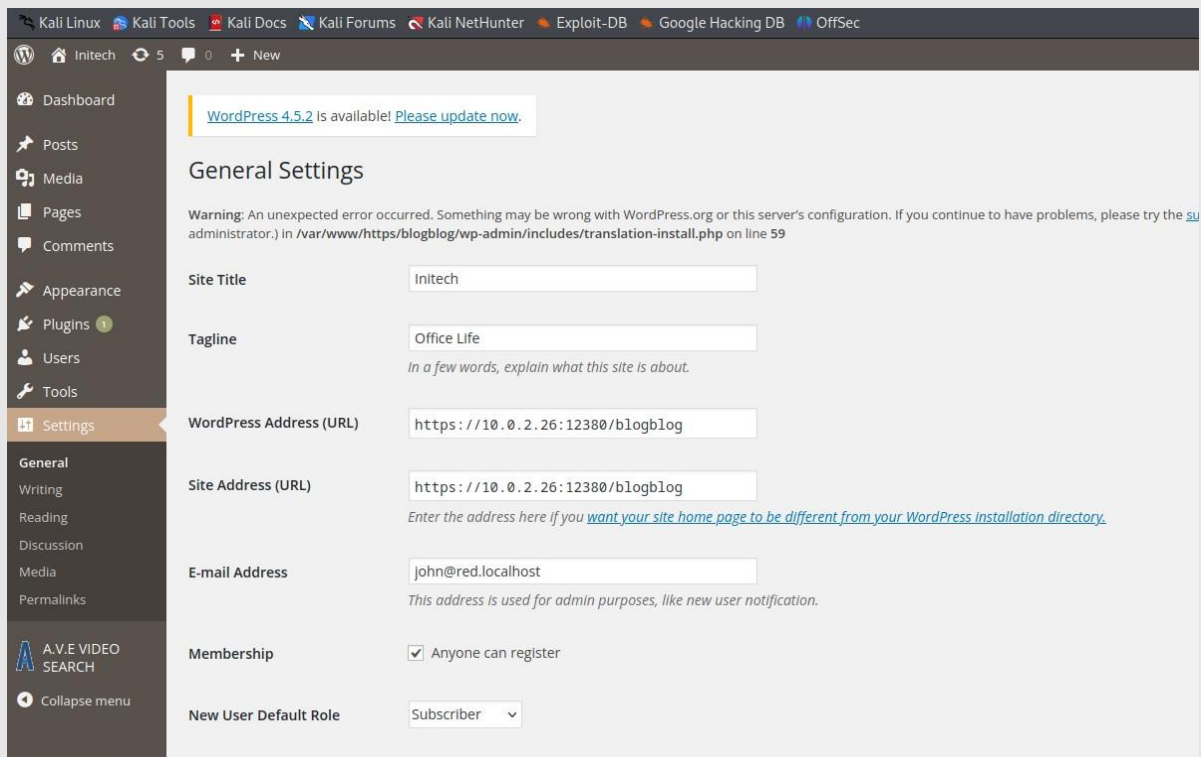 Kali Linux Kali Tools Kali Docs Kali Forums Kali NetHunter Exploit-DB Google Hacking DB OffSec
Initech 5 0 + New
Dashboard
Posts
Media
Pages
Comments
Appearance
Plugins 1
Users
Tools
Settings
General
Writing
Reading
Discussion
Media
Permalinks
A.V.E VIDEO
SEARCH
Collapse menu
WordPress 4.5.2 is available! Please update now.
General Settings
Warning: An unexpected error occurred. Something may be wrong with WordPress.org or this server's configuration. If you continue to have problems, please try the su
administrator.) in /var/www/https/blogblog/wp-admin/includes/translation-install.php on line 59
Site Title Initech
Tagline Office Life
In a few words, explain what this site is about.
WordPress Address (URL) https://10.0.2.26:12380/blogblog
Site Address (URL) https://10.0.2.26:12380/blogblog
Enter the address here if you want your site home page to be different from your WordPress installation directory.
E-mail Address john@red.localhost
This address is used for admin purposes, like new user notification.
Membership Anyone can register
New User Default Role Subscriber